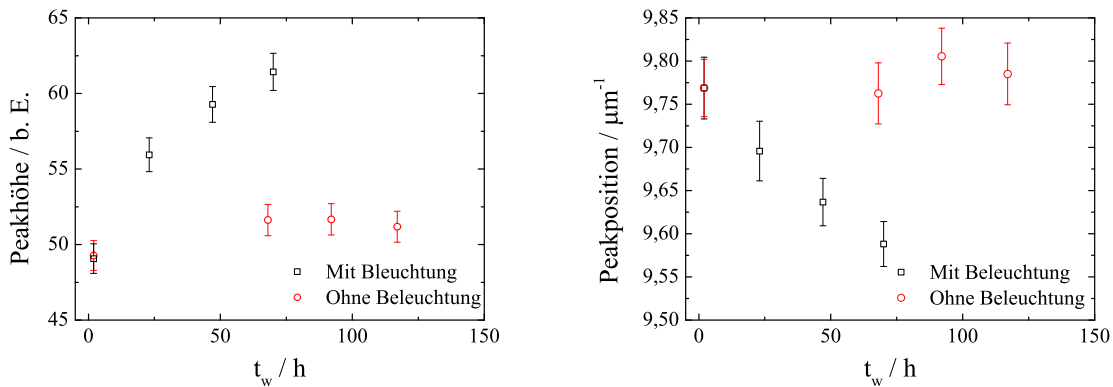 65
60
55
50
45
Peakhöhe / b. E.
Mit Bleuchtung
Ohne Beleuchtung
0
50
100
150
t_w / h
9,85
9,80
9,75
9,70
9,65
9,60
9,55
9,50
Peakposition / μm⁻¹
Mit Beleuchtung
Ohne Beleuchtung
0
50
100
150
t_w / h